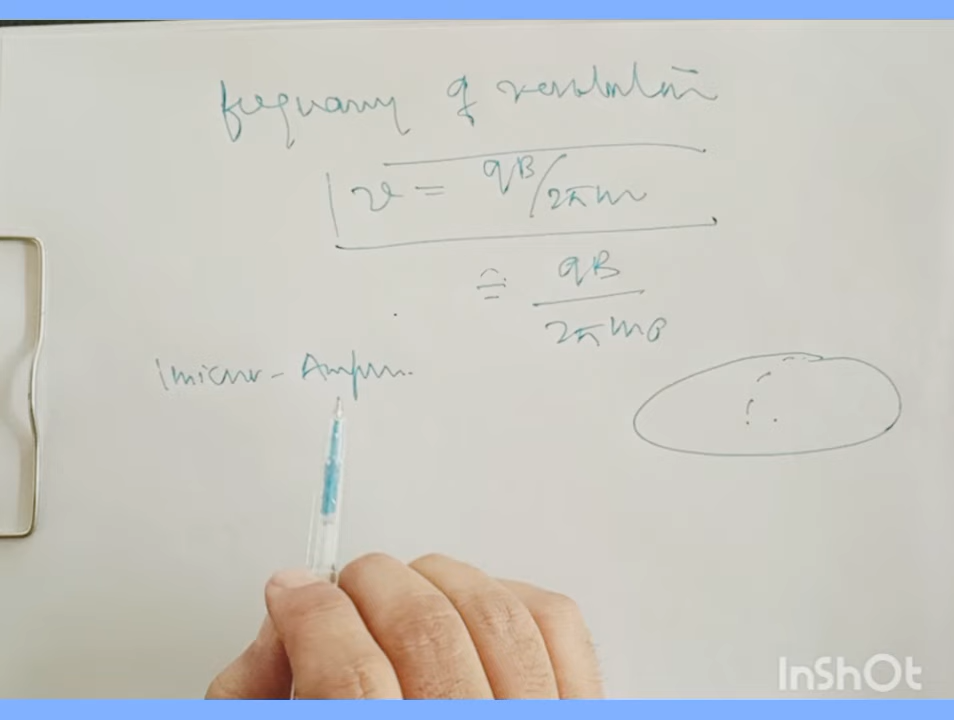 frequency of revolution
ν = qB/2πm
≅ qB
2πm0
1 micro-Ampere
InShOt